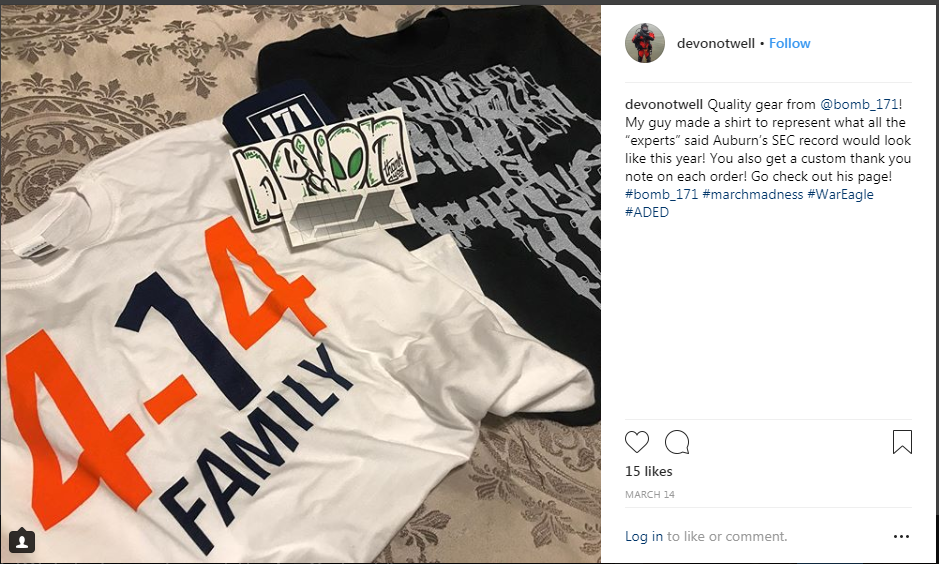 171
DEVON
4-14
FAMILY
devonotwell • Follow
devonotwell Quality gear from @bomb_171!
My guy made a shirt to represent what all the
“experts” said Auburn’s SEC record would look
like this year! You also get a custom thank you
note on each order! Go check out his page!
#bomb_171 #marchmadness #WarEagle
#ADED
15 likes
MARCH 14
Log in to like or comment.